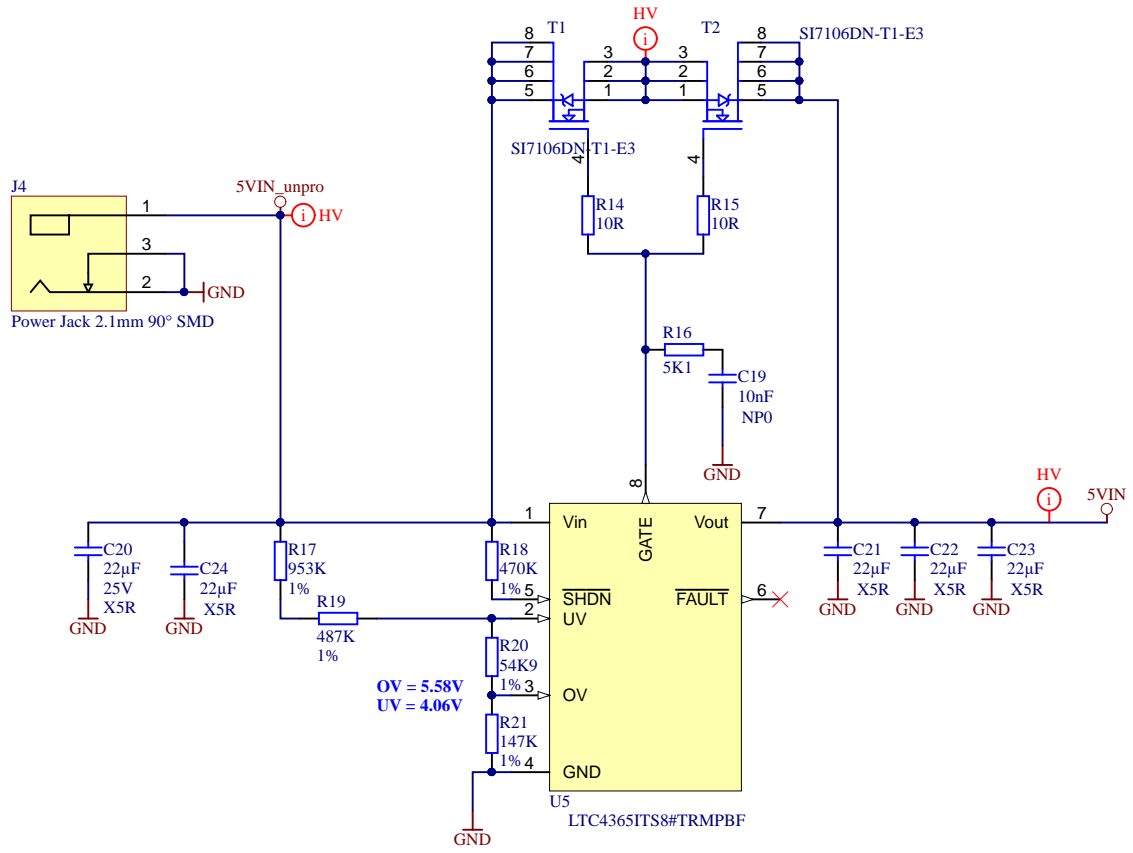 HV
i
T1
T2
SI7106DN-T1-E3
8
7
6
5
3
2
1
3
2
1
8
7
6
5
SI7106DN-T1-E3
4
4
R14
10R
R15
10R
J4
1
3
2
GND
Power Jack 2.1mm 90° SMD
5VIN_unpro
i HV
R16
5K1
C19
10nF
NP0
GND
8
GATE
1
Vin
Vout
7
HV
i
5VIN
C20
22µF
25V
X5R
GND
C24
22µF
X5R
GND
R17
953K
1%
R19
487K
1%
R18
470K
1%
5
SHDN
2
UV
FAULT
6
R20
54K9
1%
3
OV
OV = 5.58V
UV = 4.06V
R21
147K
1%
4
GND
GND
U5
LTC4365ITS8#TRMPBF
C21
22µF
X5R
GND
C22
22µF
X5R
GND
C23
22µF
X5R
GND